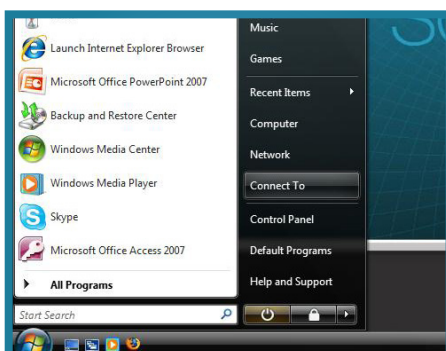 Launch Internet Explorer Browser
Microsoft Office PowerPoint 2007
Backup and Restore Center
Windows Media Center
Windows Media Player
Skype
Microsoft Office Access 2007
All Programs
Start Search
Music
Games
Recent Items
Computer
Network
Connect To
Control Panel
Default Programs
Help and Support